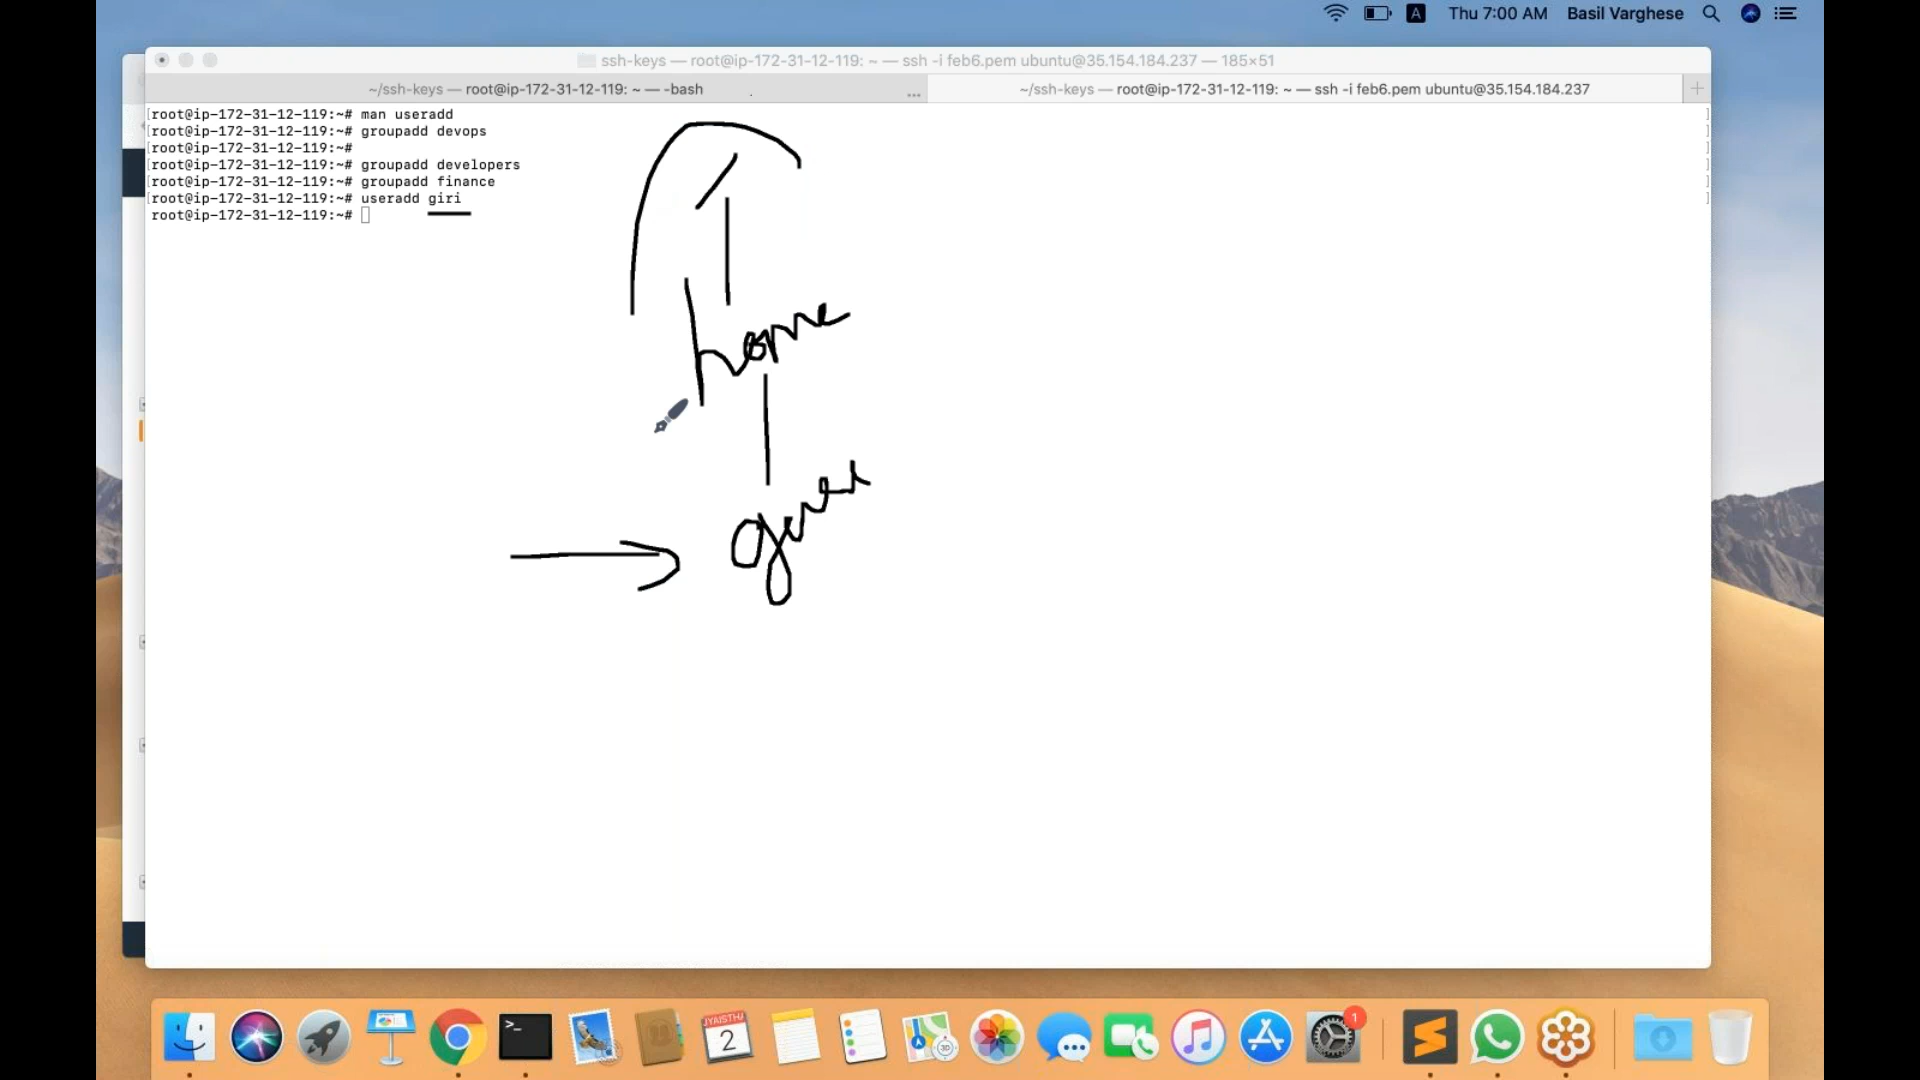 A Thu 7:00 AM Basil Varghese
ssh-keys — root@ip-172-31-12-119: ~ — ssh -i feb6.pem ubuntu@35.154.184.237 — 185×51
~/ssh-keys — root@ip-172-31-12-119: ~ — -bash ... ~/ssh-keys — root@ip-172-31-12-119: ~ — ssh -i feb6.pem ubuntu@35.154.184.237 +
[root@ip-172-31-12-119:~# man useradd ]
[root@ip-172-31-12-119:~# groupadd devops ]
[root@ip-172-31-12-119:~# ]
[root@ip-172-31-12-119:~# groupadd developers ]
[root@ip-172-31-12-119:~# groupadd finance ]
[root@ip-172-31-12-119:~# useradd giri ]
root@ip-172-31-12-119:~#
/
home
>_ JYAISTHA 2 3D 1